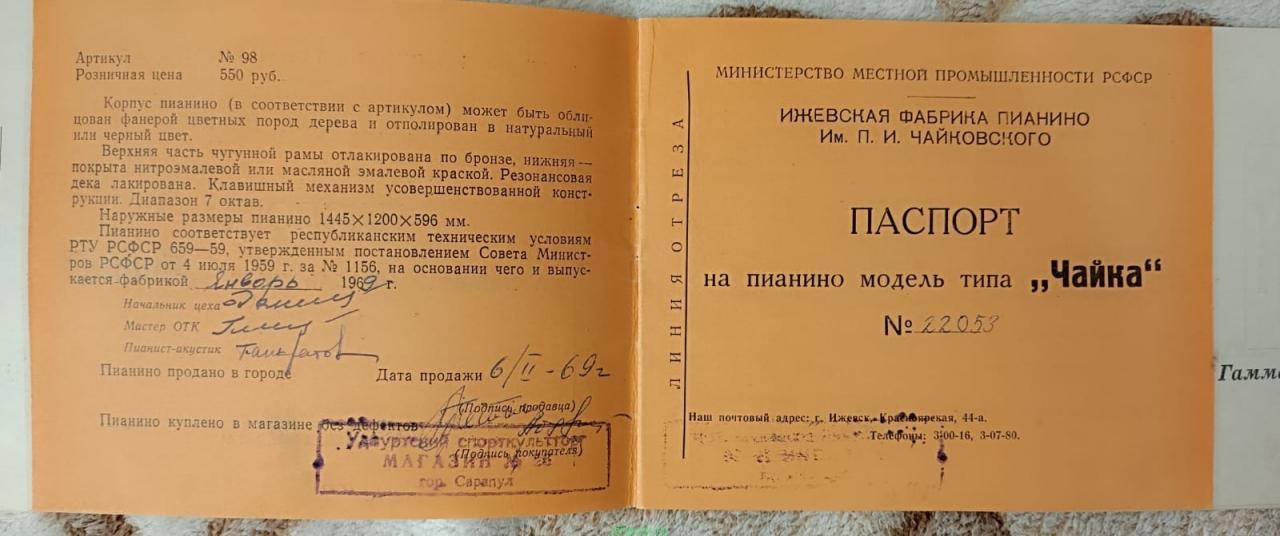 Артикул № 98
Розничная цена 550 руб.
Корпус пианино (в соответствии с артикулом) может быть обли-
цован фанерой цветных пород дерева и отполирован в натуральный
или черный цвет.
Верхняя часть чугунной рамы отлакирована по бронзе, нижняя —
покрыта нитроэмалевой или масляной эмалевой краской. Резонансовая
дека лакирована. Клавишный механизм усовершенствованной конст-
рукции. Диапазон 7 октав.
Наружные размеры пианино 1445×1200×596 мм.
Пианино соответствует республиканским техническим условиям
РТУ РСФСР 659—59, утвержденным постановлением Совета Минист-
ров РСФСР от 4 июля 1959 г. за № 1156, на основании чего и выпус-
кается фабрикой январь 1969 г.
Начальник цеха
Мастер ОТК
Пианист-акустик
Пианино продано в городе Дата продажи 6/II - 69 г
(Подпись продавца)
Пианино куплено в магазине без дефектов
(Подпись покупателя)
Удмуртский спорткультторг
МАГАЗИН №
гор. Сарапул
ЛИНИЯ ОТРЕЗА
МИНИСТЕРСТВО МЕСТНОЙ ПРОМЫШЛЕННОСТИ РСФСР
ИЖЕВСКАЯ ФАБРИКА ПИАНИНО
Им. П. И. ЧАЙКОВСКОГО
ПАСПОРТ
на пианино модель типа „Чайка“
№ 22053
Наш почтовый адрес: г. Ижевск, Красноярская, 44-а.
Телефоны: 3-00-16, 3-07-80.
Гамма